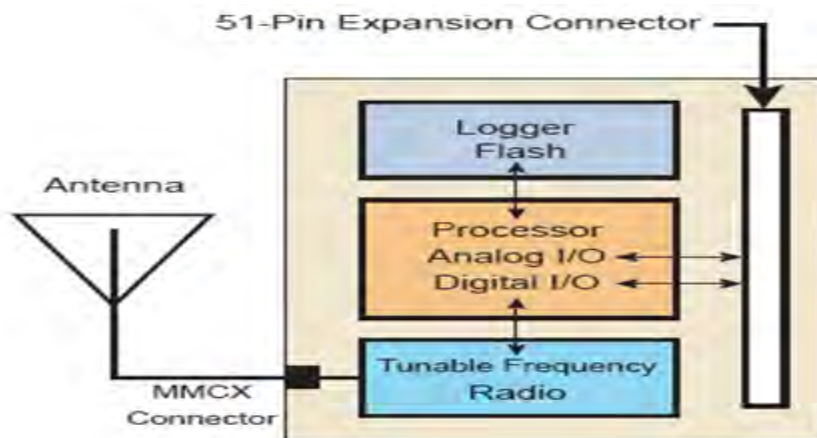 51-Pin Expansion Connector
Logger
Flash
Antenna
Processor
Analog I/O
Digital I/O
Tunable Frequency
Radio
MMCX
Connector